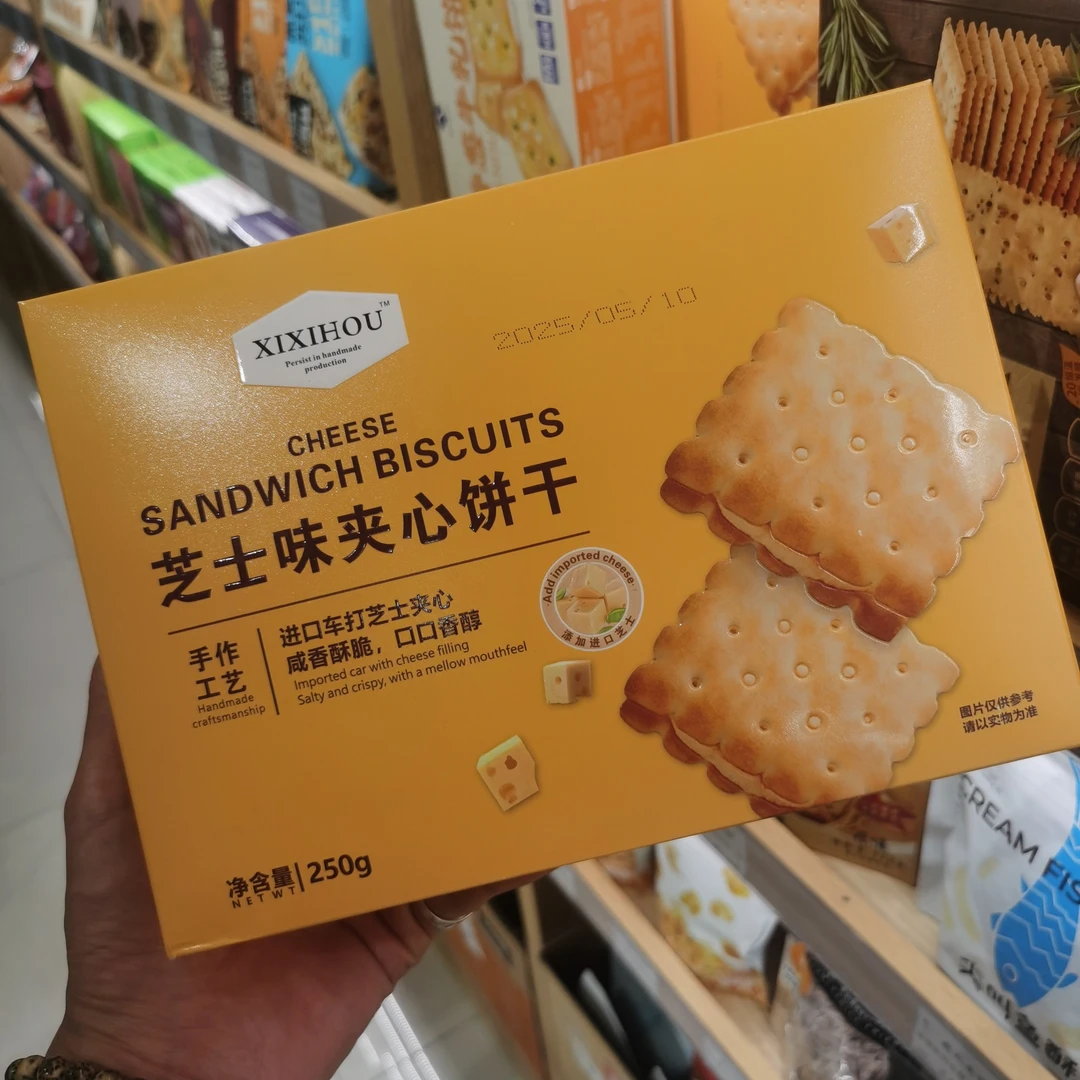 XIXIHOU™
Persist in handmade
production
2025/05/10
CHEESE
SANDWICH BISCUITS
芝士味夹心饼干
手作
工艺
Handmade
craftsmanship
进口车打芝士夹心
咸香酥脆，口口香醇
Imported car with cheese filling
Salty and crispy, with a mellow mouthfeel
Add imported cheese
添加进口芝士
图片仅供参考
请以实物为准
净含量
NETWT
250g
CREAM FIS